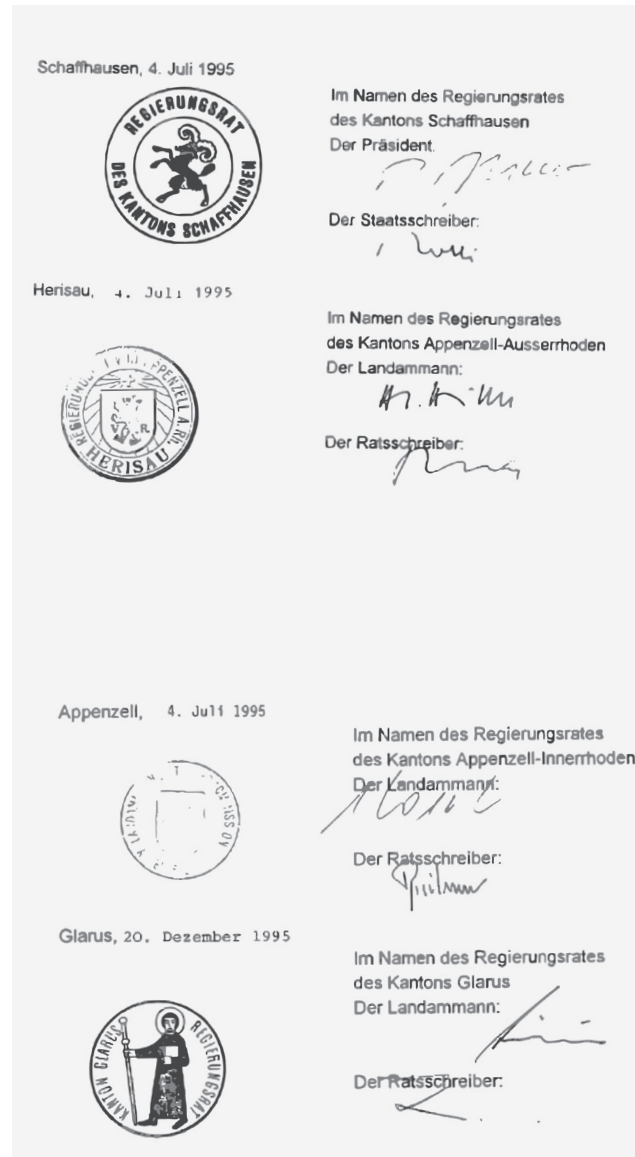 Schaffhausen, 4. Juli 1995
REGIERUNGSRAT
DES KANTONS SCHAFFHAUSEN
Im Namen des Regierungsrates
des Kantons Schaffhausen
Der Präsident.
Der Staatsschreiber:
Herisau, 4. Juli 1995
PPENZELL A. Rh.
HERISAU
V. R.
Im Namen des Regierungsrates
des Kantons Appenzell-Ausserrhoden
Der Landammann:
Der Ratsschreiber:
Appenzell, 4. Juli 1995
Im Namen des Regierungsrates
des Kantons Appenzell-Innerrhoden
Der Landammann:
Der Ratsschreiber:
Glarus, 20. Dezember 1995
KANTON GLARUS
REGIERUNGSRAT
Im Namen des Regierungsrates
des Kantons Glarus
Der Landammann:
Der Ratsschreiber: